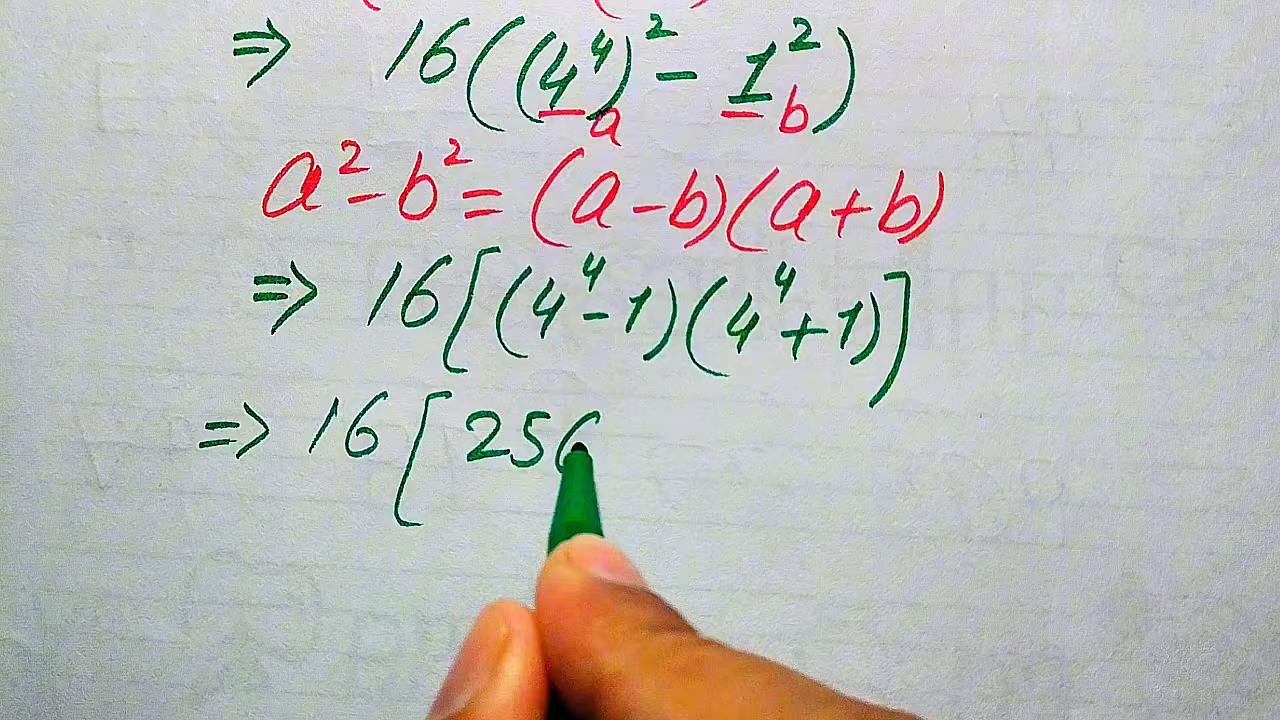 ⇒ 16((4⁴)² - 1²)
a b
a² - b² = (a - b)(a + b)
⇒ 16[(4⁴ - 1)(4⁴ + 1)]
⇒ 16[256